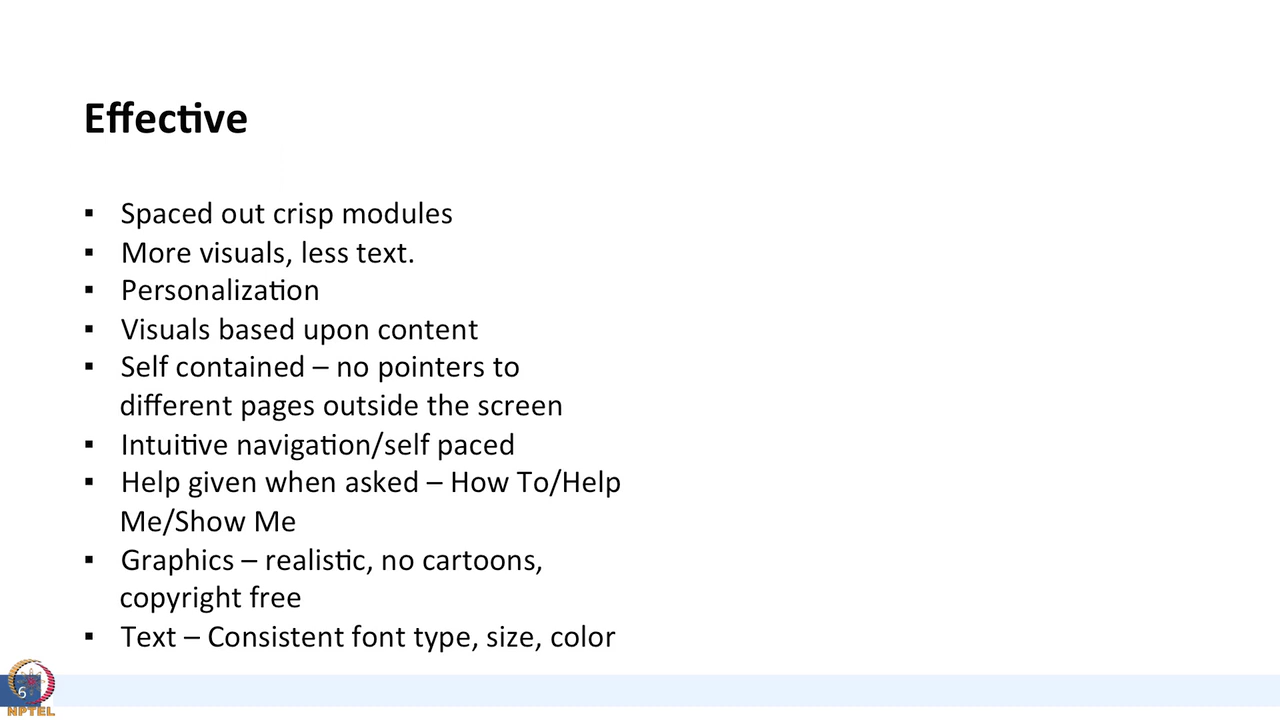 Effective
▪ Spaced out crisp modules
▪ More visuals, less text.
▪ Personalization
▪ Visuals based upon content
▪ Self contained – no pointers to
different pages outside the screen
▪ Intuitive navigation/self paced
▪ Help given when asked – How To/Help
Me/Show Me
▪ Graphics – realistic, no cartoons,
copyright free
▪ Text – Consistent font type, size, color
6
NPTEL